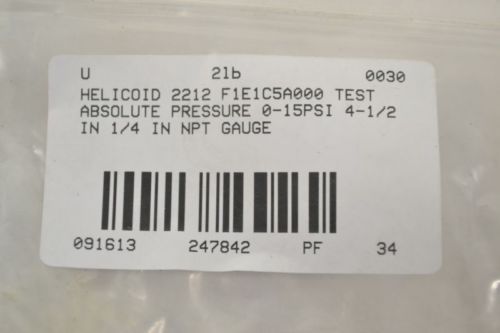 U 2lb 0030
HELICOID 2212 F1E1C5A000 TEST
ABSOLUTE PRESSURE 0-15PSI 4-1/2
IN 1/4 IN NPT GAUGE
091613 247842 PF 34